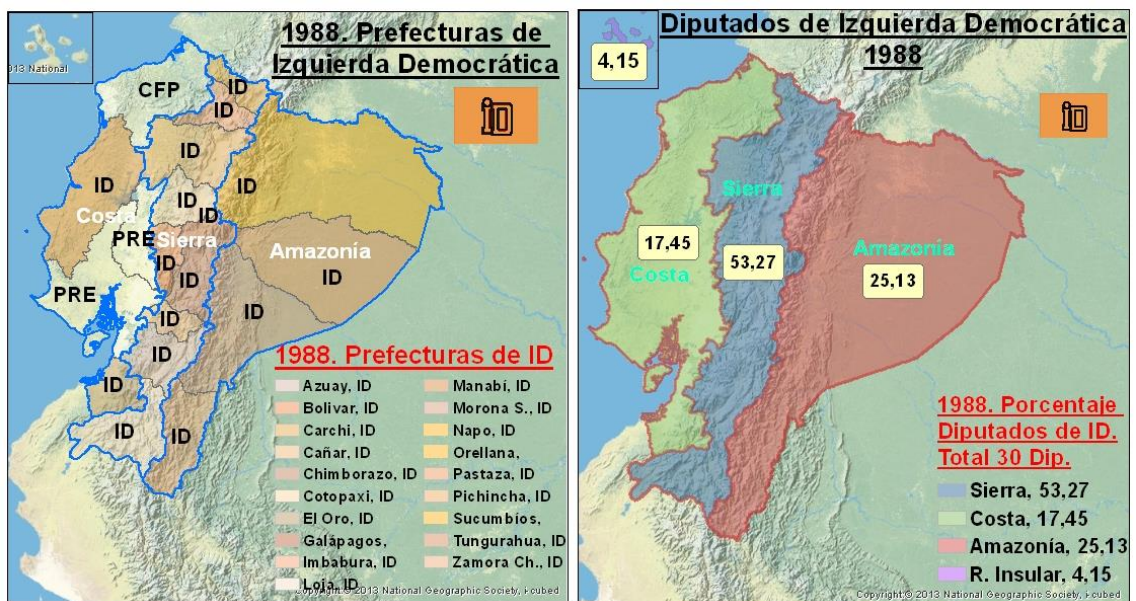 1988. Prefecturas de
Izquierda Democrática
2013 National
CFP
ID
ID
ID
ID
ID
ID
ID
Costa
PRE
Sierra
ID
ID
Amazonía
ID
PRE
ID
ID
ID
ID
ID
1988. Prefecturas de ID
Azuay, ID
Bolivar, ID
Carchi, ID
Cañar, ID
Chimborazo, ID
Cotopaxi, ID
El Oro, ID
Galápagos,
Imbabura, ID
Loja, ID
Manabí, ID
Morona S., ID
Napo, ID
Orellana,
Pastaza, ID
Pichincha, ID
Sucumbíos,
Tungurahua, ID
Zamora Ch., ID
Copyright:© 2013 National Geographic Society, i-cubed
Diputados de Izquierda Democrática
1988
4,15
iD
Sierra
17,45
Costa
53,27
Amazonía
25,13
1988. Porcentaje
Diputados de ID.
Total 30 Dip.
Sierra, 53,27
Costa, 17,45
Amazonía, 25,13
R. Insular, 4,15
Copyright:© 2013 National Geographic Society, i-cubed